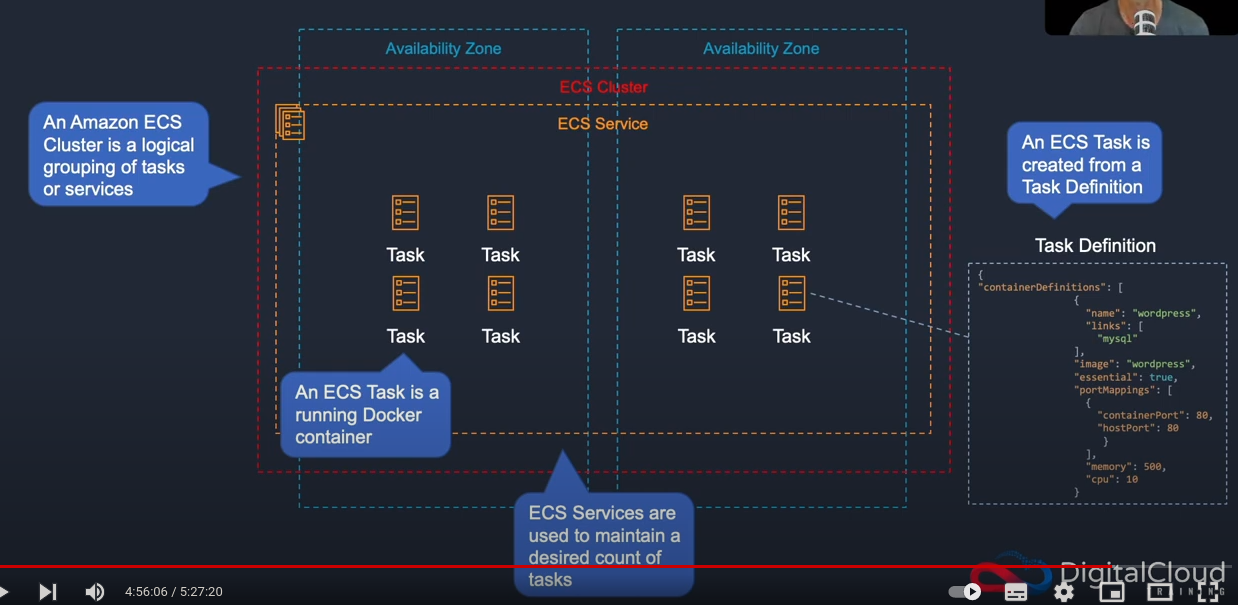 Availability Zone
Availability Zone
ECS Cluster
ECS Service
An Amazon ECS
Cluster is a logical
grouping of tasks
or services
An ECS Task is
created from a
Task Definition
Task
Task
Task
Task
Task
Task
Task
Task
Task Definition
{
"containerDefinitions": [
{
"name": "wordpress",
"links": [
"mysql"
],
"image": "wordpress",
"essential": true,
"portMappings": [
{
"containerPort": 80,
"hostPort": 80
}
],
"memory": 500,
"cpu": 10
}
An ECS Task is a
running Docker
container
ECS Services are
used to maintain a
desired count of
tasks
DigitalCloud
TRAINING
4:56:06 / 5:27:20